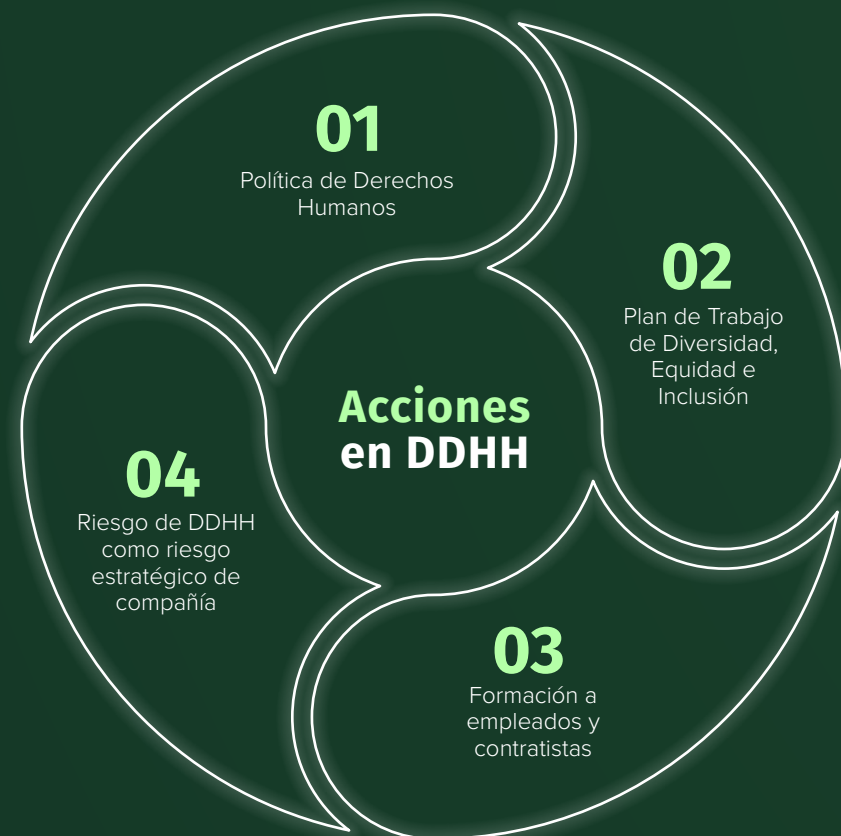 01
Política de Derechos
Humanos
02
Plan de Trabajo
de Diversidad,
Equidad e
Inclusión
Acciones
en DDHH
04
Riesgo de DDHH
como riesgo
estratégico de
compañía
03
Formación a
empleados y
contratistas